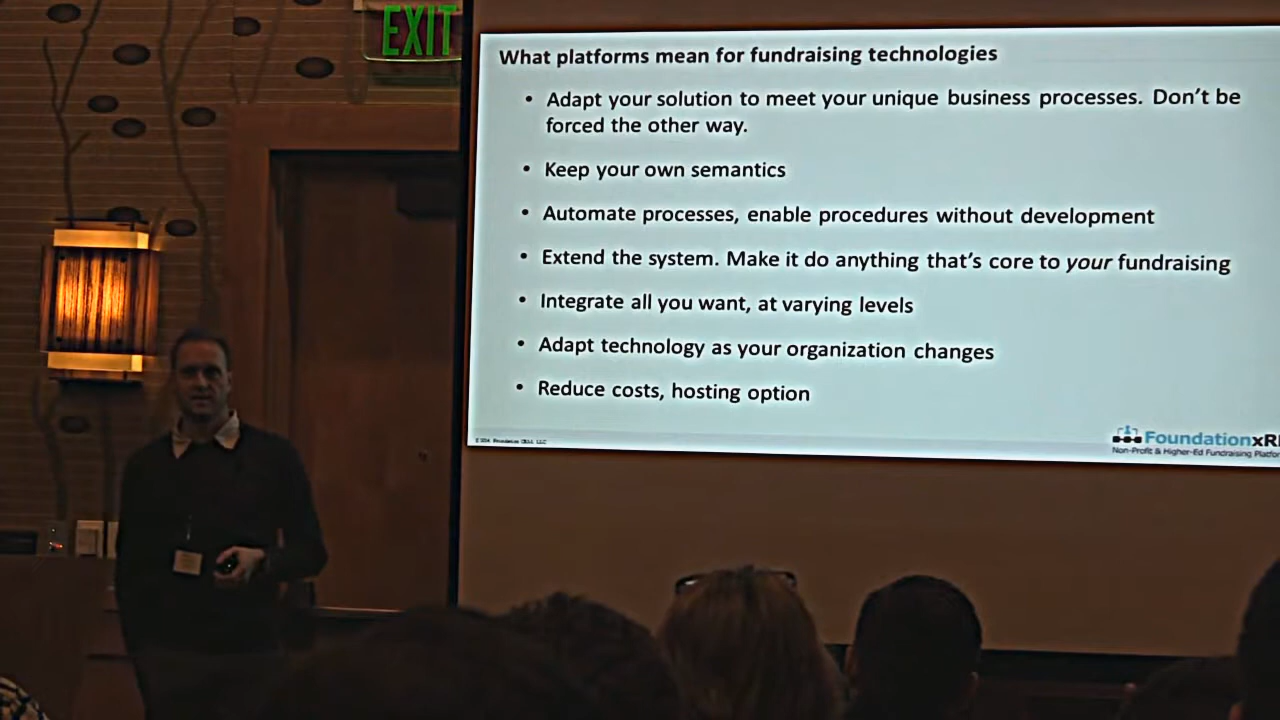 EXIT
What platforms mean for fundraising technologies
• Adapt your solution to meet your unique business processes. Don't be
forced the other way.
• Keep your own semantics
• Automate processes, enable procedures without development
• Extend the system. Make it do anything that's core to your fundraising
• Integrate all you want, at varying levels
• Adapt technology as your organization changes
• Reduce costs, hosting option
FoundationxR
Non-Profit & Higher-Ed Fundraising Platfor